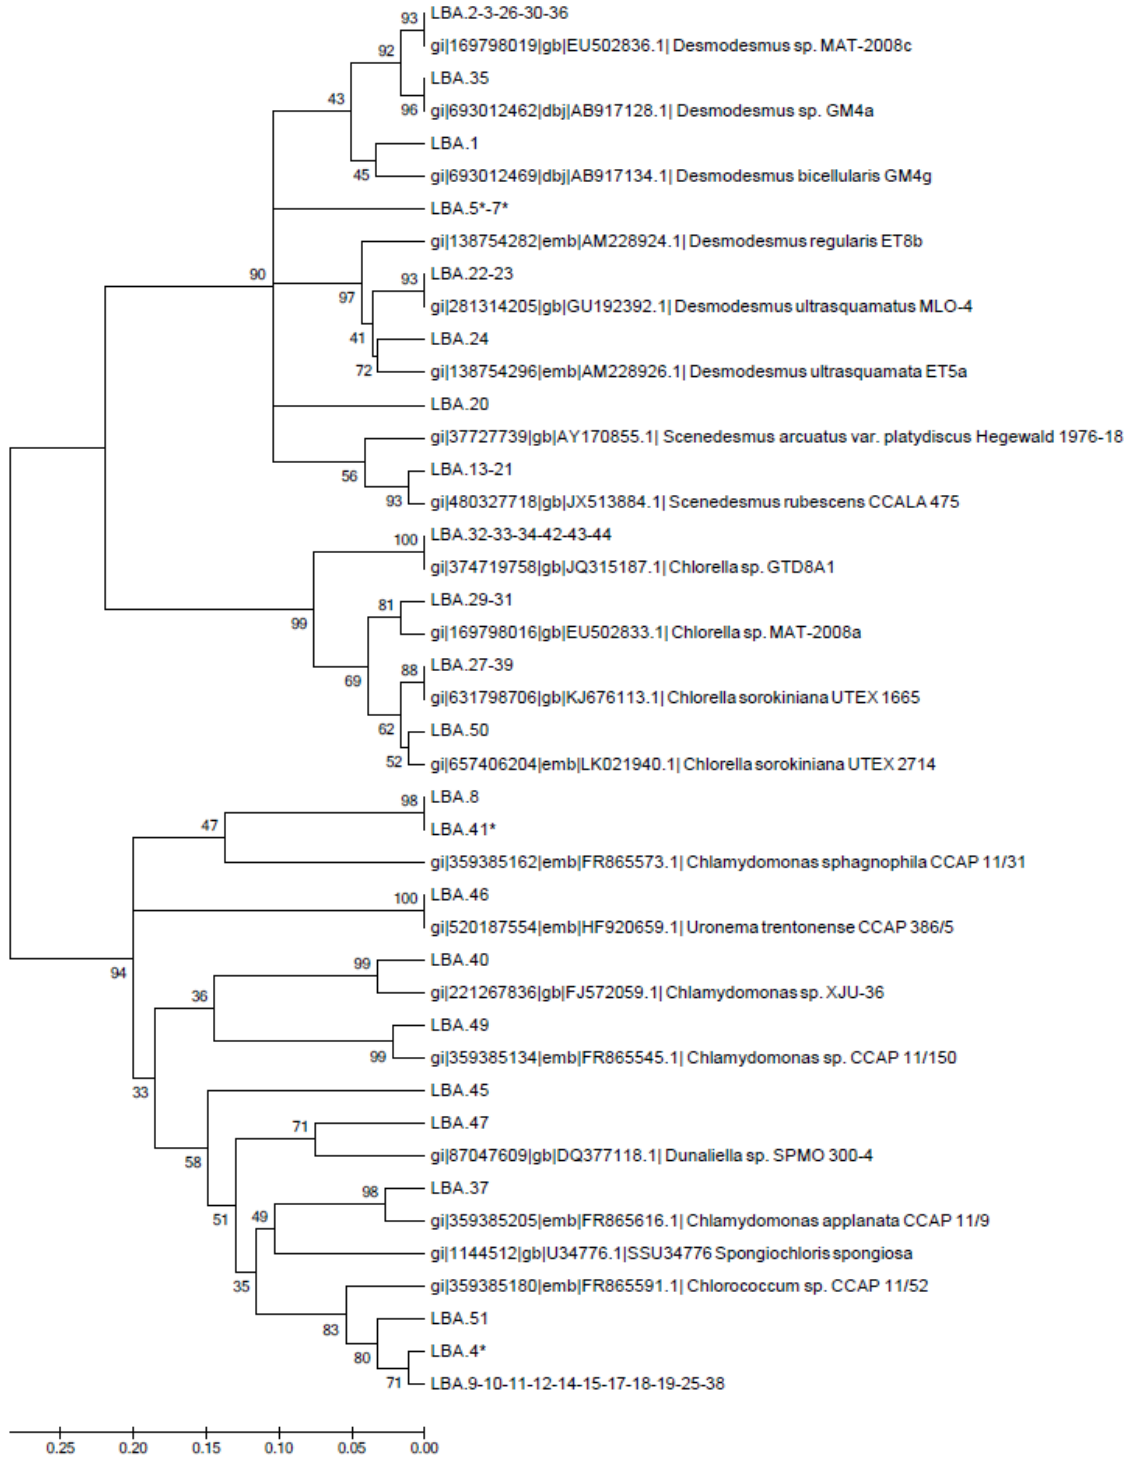 93
LBA.2-3-26-30-36
92
gi|169798019|gb|EU502836.1| Desmodesmus sp. MAT-2008c
LBA.35
43
96
gi|693012462|dbj|AB917128.1| Desmodesmus sp. GM4a
LBA.1
45
gi|693012469|dbj|AB917134.1| Desmodesmus bicellularis GM4g
LBA.5*-7*
gi|138754282|emb|AM228924.1| Desmodesmus regularis ET8b
90
93
LBA.22-23
97
gi|281314205|gb|GU192392.1| Desmodesmus ultrasquamatus MLO-4
41
LBA.24
72
gi|138754296|emb|AM228926.1| Desmodesmus ultrasquamata ET5a
LBA.20
gi|37727739|gb|AY170855.1| Scenedesmus arcuatus var. platydiscus Hegewald 1976-18
56
LBA.13-21
93
gi|480327718|gb|JX513884.1| Scenedesmus rubescens CCALA 475
100
LBA.32-33-34-42-43-44
gi|374719758|gb|JQ315187.1| Chlorella sp. GTD8A1
99
81
LBA.29-31
gi|169798016|gb|EU502833.1| Chlorella sp. MAT-2008a
69
88
LBA.27-39
gi|631798706|gb|KJ676113.1| Chlorella sorokiniana UTEX 1665
62
LBA.50
52
gi|657406204|emb|LK021940.1| Chlorella sorokiniana UTEX 2714
98
LBA.8
47
LBA.41*
gi|359385162|emb|FR865573.1| Chlamydomonas sphagnophila CCAP 11/31
100
LBA.46
gi|520187554|emb|HF920659.1| Uronema trentonense CCAP 386/5
94
99
LBA.40
36
gi|221267836|gb|FJ572059.1| Chlamydomonas sp. XJU-36
LBA.49
99
gi|359385134|emb|FR865545.1| Chlamydomonas sp. CCAP 11/150
33
LBA.45
71
LBA.47
58
gi|87047609|gb|DQ377118.1| Dunaliella sp. SPMO 300-4
98
LBA.37
51
49
gi|359385205|emb|FR865616.1| Chlamydomonas applanata CCAP 11/9
gi|1144512|gb|U34776.1|SSU34776 Spongiochloris spongiosa
35
gi|359385180|emb|FR865591.1| Chlorococcum sp. CCAP 11/52
83
LBA.51
80
LBA.4*
71
LBA.9-10-11-12-14-15-17-18-19-25-38
0.25 0.20 0.15 0.10 0.05 0.00